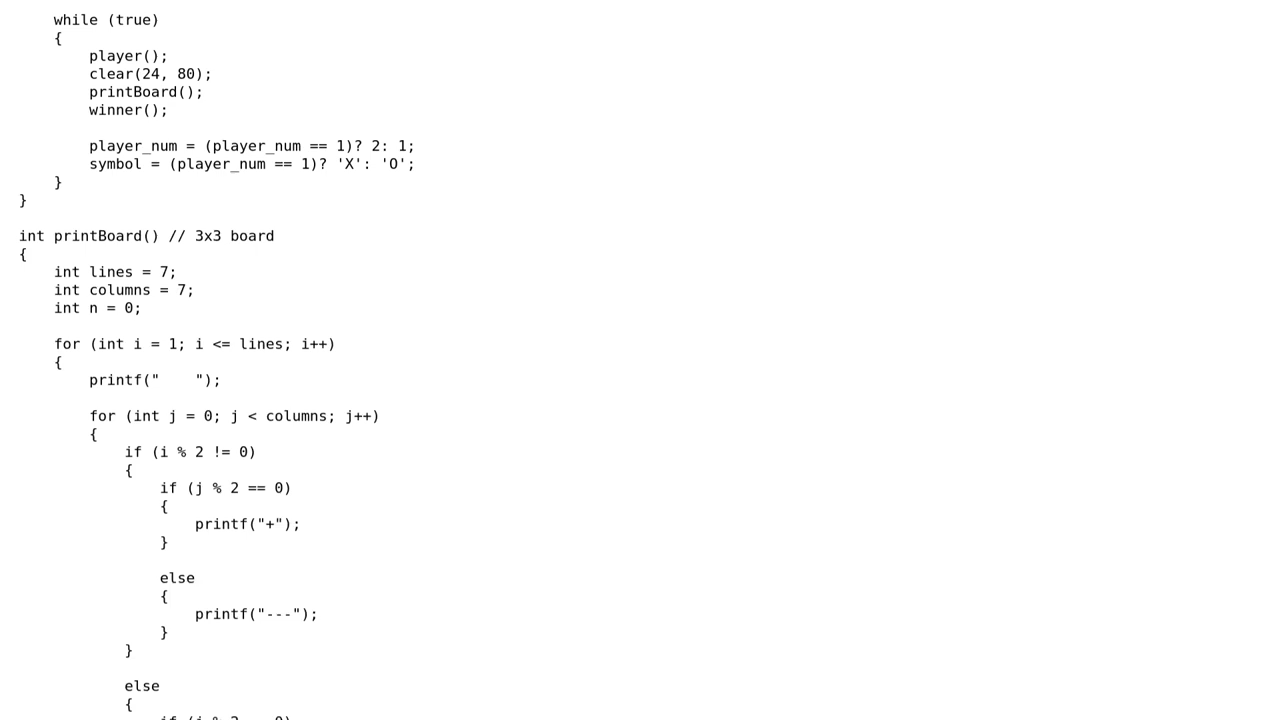 while (true)
    {
        player();
        clear(24, 80);
        printBoard();
        winner();

        player_num = (player_num == 1)? 2: 1;
        symbol = (player_num == 1)? 'X': 'O';
    }
}

int printBoard() // 3x3 board
{
    int lines = 7;
    int columns = 7;
    int n = 0;

    for (int i = 1; i <= lines; i++)
    {
        printf("    ");

        for (int j = 0; j < columns; j++)
        {
            if (i % 2 != 0)
            {
                if (j % 2 == 0)
                {
                    printf("+");
                }

                else
                {
                    printf("---");
                }
            }

            else
            {